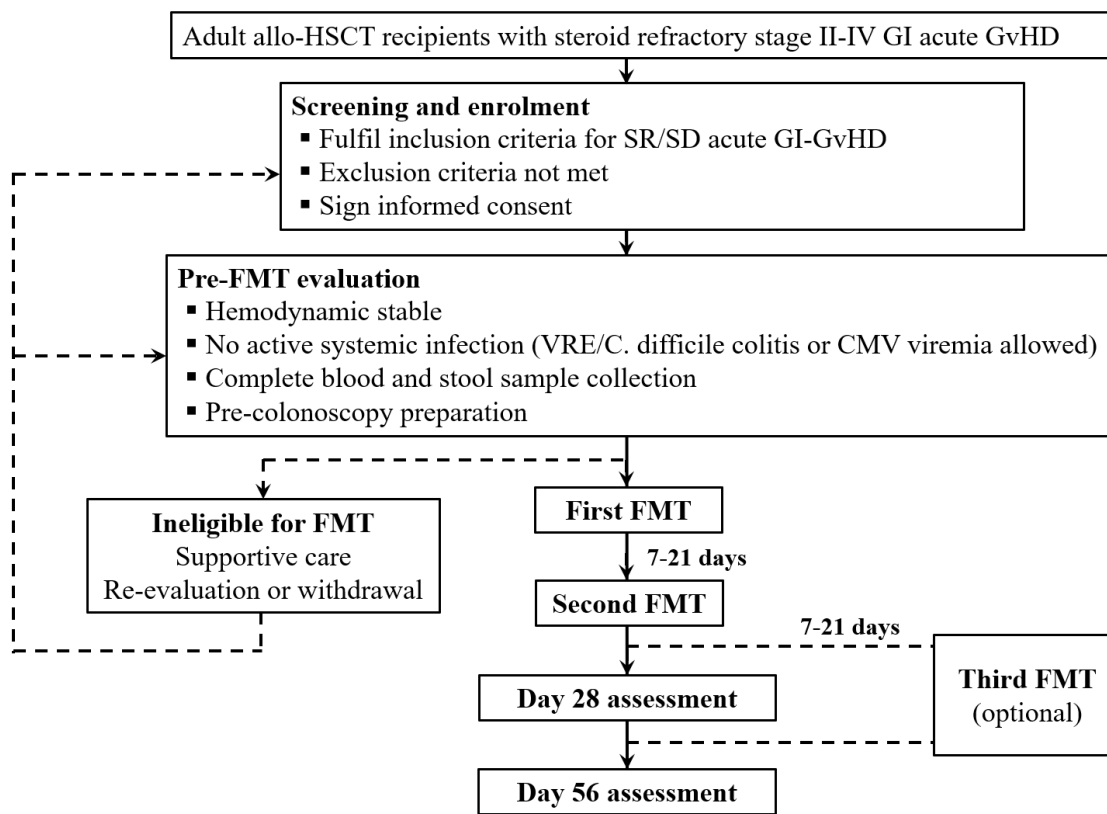 Adult allo-HSCT recipients with steroid refractory stage II-IV GI acute GvHD
Screening and enrolment
▪ Fulfil inclusion criteria for SR/SD acute GI-GvHD
▪ Exclusion criteria not met
▪ Sign informed consent
Pre-FMT evaluation
▪ Hemodynamic stable
▪ No active systemic infection (VRE/C. difficile colitis or CMV viremia allowed)
▪ Complete blood and stool sample collection
▪ Pre-colonoscopy preparation
Ineligible for FMT
Supportive care
Re-evaluation or withdrawal
First FMT
7-21 days
Second FMT
7-21 days
Third FMT
(optional)
Day 28 assessment
Day 56 assessment